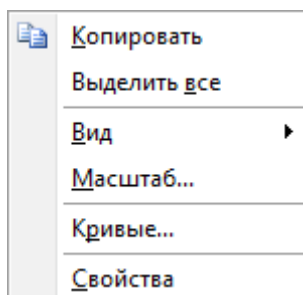 Копировать
Выделить все
Вид
Масштаб...
Кривые...
Свойства